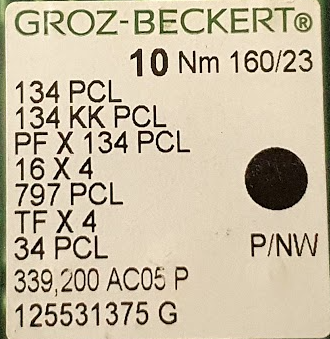 GROZ-BECKERT®
10 Nm 160/23
134 PCL
134 KK PCL
PF X 134 PCL
16 X 4
797 PCL
TF X 4
34 PCL
P/NW
339,200 AC05 P
125531375 G